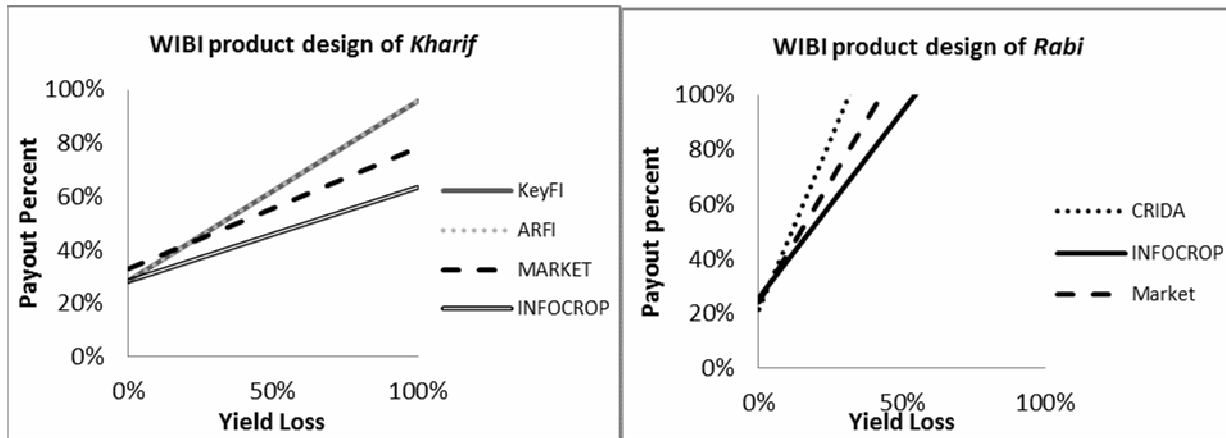 WIBI product design of Kharif
Payout Percent
100%
80%
60%
40%
20%
0%
0%
50%
100%
Yield Loss
KeyFI
ARFI
MARKET
INFOCROP
WIBI product design of Rabi
Payout percent
100%
80%
60%
40%
20%
0%
0%
50%
100%
Yield Loss
CRIDA
INFOCROP
Market